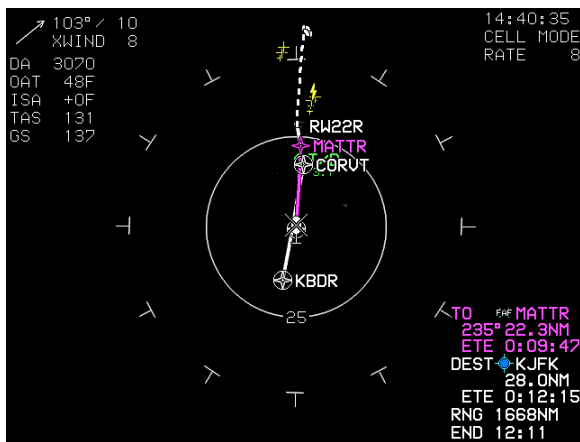 103°/ 10
XWIND 8
DA 3070
OAT 48F
ISA +0F
TAS 131
GS 137
14:40:35
CELL MODE
RATE 8
RW22R
MATTR
CORVT
KBDR
25
TO FAF MATTR
235° 22.3NM
ETE 0:09:47
DEST KJFK
28.0NM
ETE 0:12:15
RNG 1668NM
END 12:11